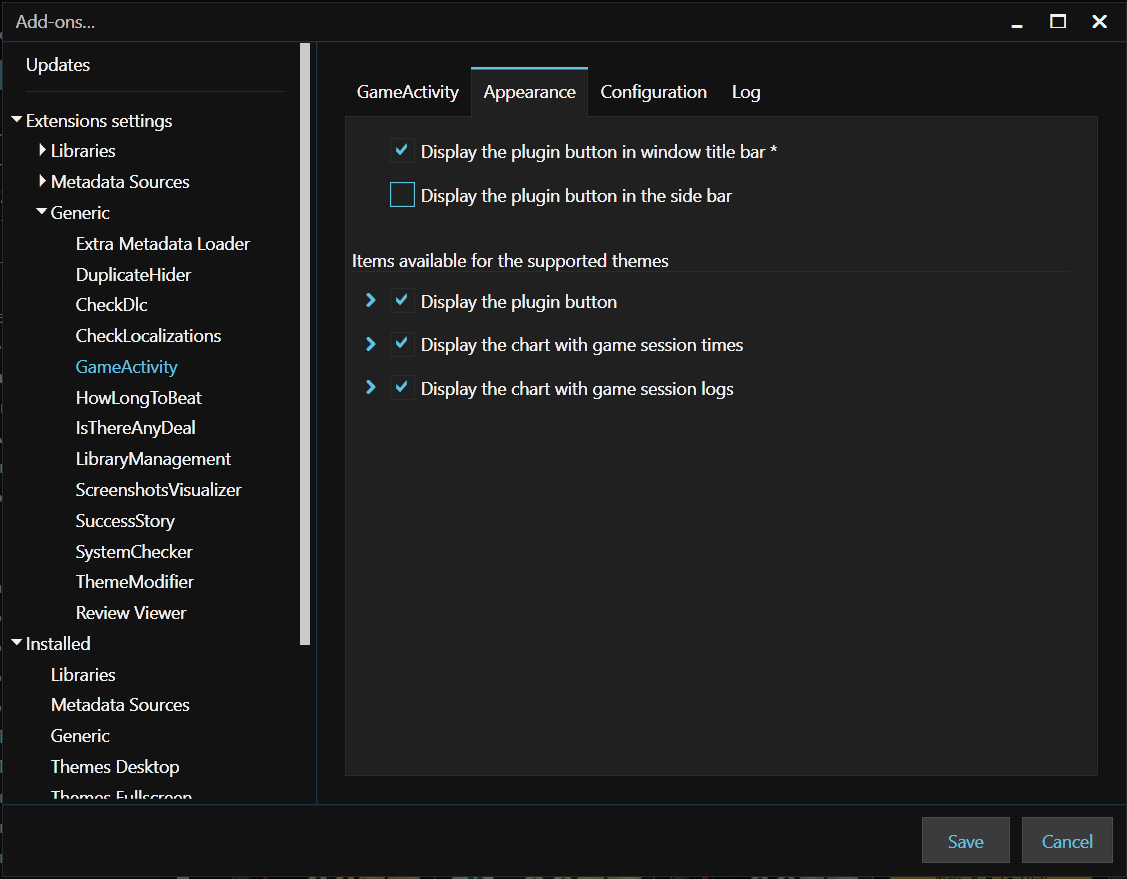 Add-ons...
Updates
Extensions settings
Libraries
Metadata Sources
Generic
Extra Metadata Loader
DuplicateHider
CheckDlc
CheckLocalizations
GameActivity
HowLongToBeat
IsThereAnyDeal
LibraryManagement
ScreenshotsVisualizer
SuccessStory
SystemChecker
ThemeModifier
Review Viewer
Installed
Libraries
Metadata Sources
Generic
Themes Desktop
Themes Fullscreen
GameActivity Appearance Configuration Log
Display the plugin button in window title bar *
Display the plugin button in the side bar
Items available for the supported themes
Display the plugin button
Display the chart with game session times
Display the chart with game session logs
Save Cancel